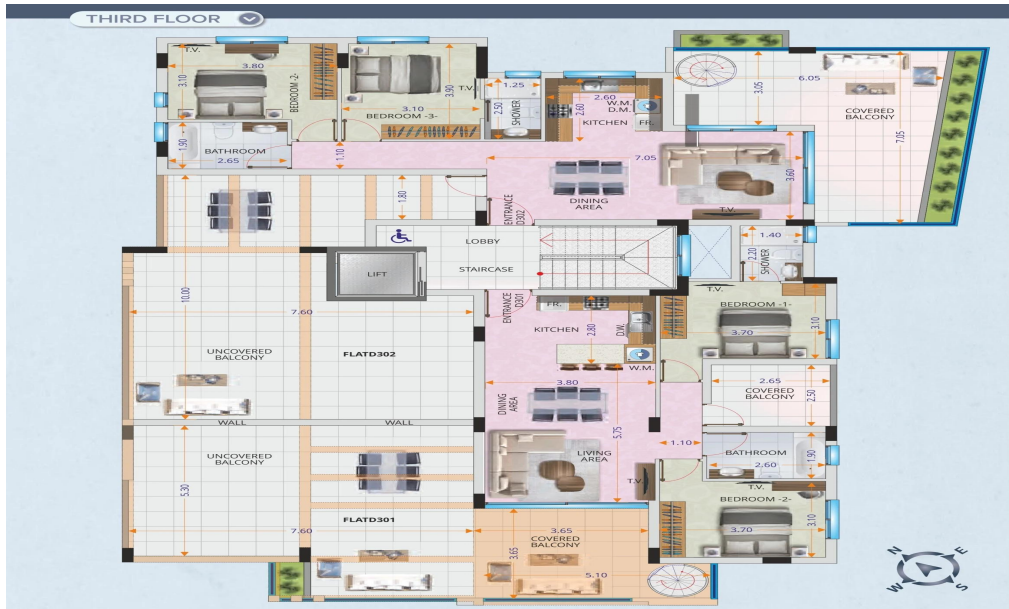 THIRD FLOOR
T.V.
3.80
3.10
BEDROOM -2-
3.10
3.90
T.V.
BEDROOM -3-
1.25
2.50
SHOWER
2.60
2.60
W.M.
D.M.
KITCHEN
FR.
6.05
3.05
COVERED
BALCONY
7.05
1.90
BATHROOM
2.65
1.10
7.05
3.60
DINING
AREA
T.V.
1.80
ENTRANCE
D302
LOBBY
STAIRCASE
LIFT
1.40
2.20
SHOWER
T.V.
10.00
7.60
UNCOVERED
BALCONY
FLATD302
ENTRANCE
D301
FR.
KITCHEN
2.80
D.W.
W.M.
BEDROOM -1-
3.70
3.10
3.80
DINING
AREA
5.75
2.65
COVERED
BALCONY
2.50
WALL
WALL
UNCOVERED
BALCONY
5.30
7.60
FLATD301
LIVING
AREA
T.V.
1.10
BATHROOM
2.60
1.90
T.V.
BEDROOM -2-
3.70
3.10
3.65
3.65
COVERED
BALCONY
5.10
N
E
W
S